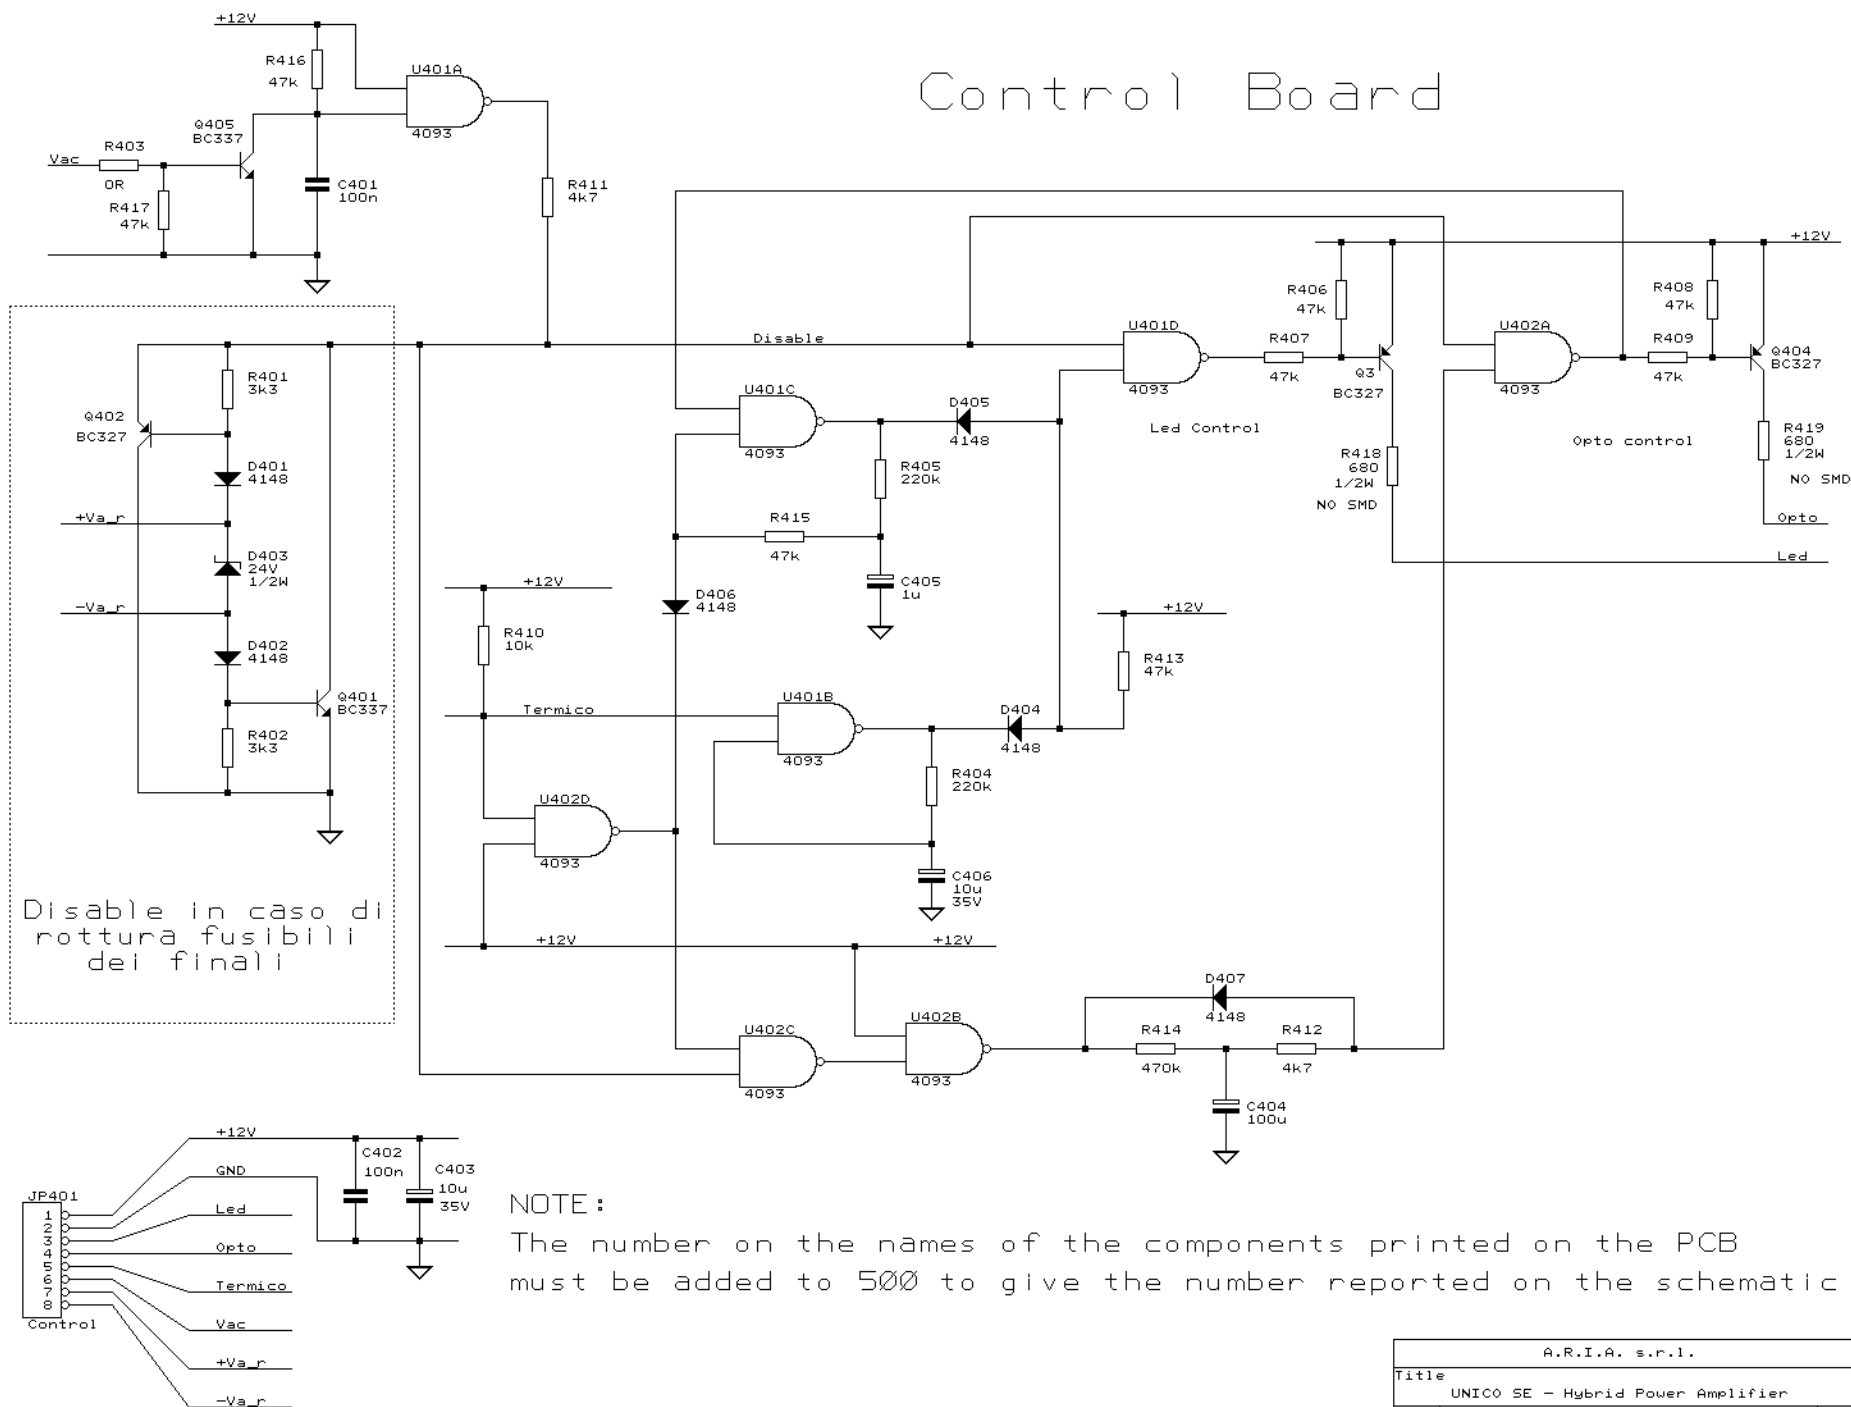 Control Board
+12V
R416
47k
U401A
4093
Q405
BC337
Vac
R403
0R
R417
47k
C401
100n
R411
4k7
+12V
R406
47k
R408
47k
Disable
U401D
4093
R407
47k
Q3
BC327
U402A
4093
R409
47k
Q404
BC327
R401
3k3
Q402
BC327
U401C
4093
D405
4148
Led Control
Opto control
R418
680
1/2W
NO SMD
R419
680
1/2W
NO SMD
D401
4148
R405
220k
+Va_r
R415
47k
Opto
Led
D403
24V
1/2W
-Va_r
+12V
D406
4148
C405
1u
+12V
R410
10k
D402
4148
R413
47k
Q401
BC337
Termico
U401B
4093
D404
4148
R402
3k3
R404
220k
U402D
4093
C406
10u
35V
Disable in caso di
rottura fusibili
dei finali
+12V
+12V
D407
4148
U402C
4093
U402B
4093
R414
470k
R412
4k7
C404
100u
+12V
C402
100n
C403
10u
35V
GND
JP401
1
2
3
4
5
6
7
8
Control
Led
Opto
Termico
Vac
+Va_r
-Va_r
NOTE:
The number on the names of the components printed on the PCB
must be added to 500 to give the number reported on the schematic
A.R.I.A. s.r.l.
Title
UNICO SE - Hybrid Power Amplifier